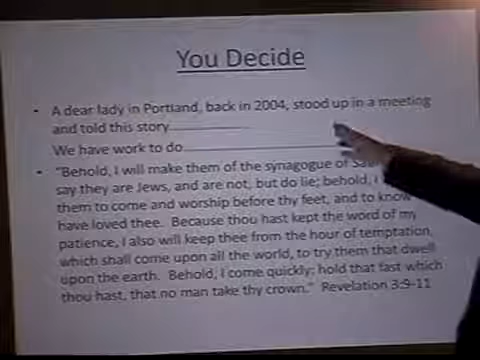 You Decide
• A dear lady in Portland, back in 2004, stood up in a meeting
and told this story
We have work to do
• "Behold, I will make them of the synagogue of
say they are Jews, and are not, but do lie; behold, I
them to come and worship before thy feet, and to know
have loved thee. Because thou hast kept the word of my
patience, I also will keep thee from the hour of temptation,
which shall come upon all the world, to try them that dwell
upon the earth. Behold, I come quickly: hold that fast which
thou hast, that no man take thy crown." Revelation 3:9-11